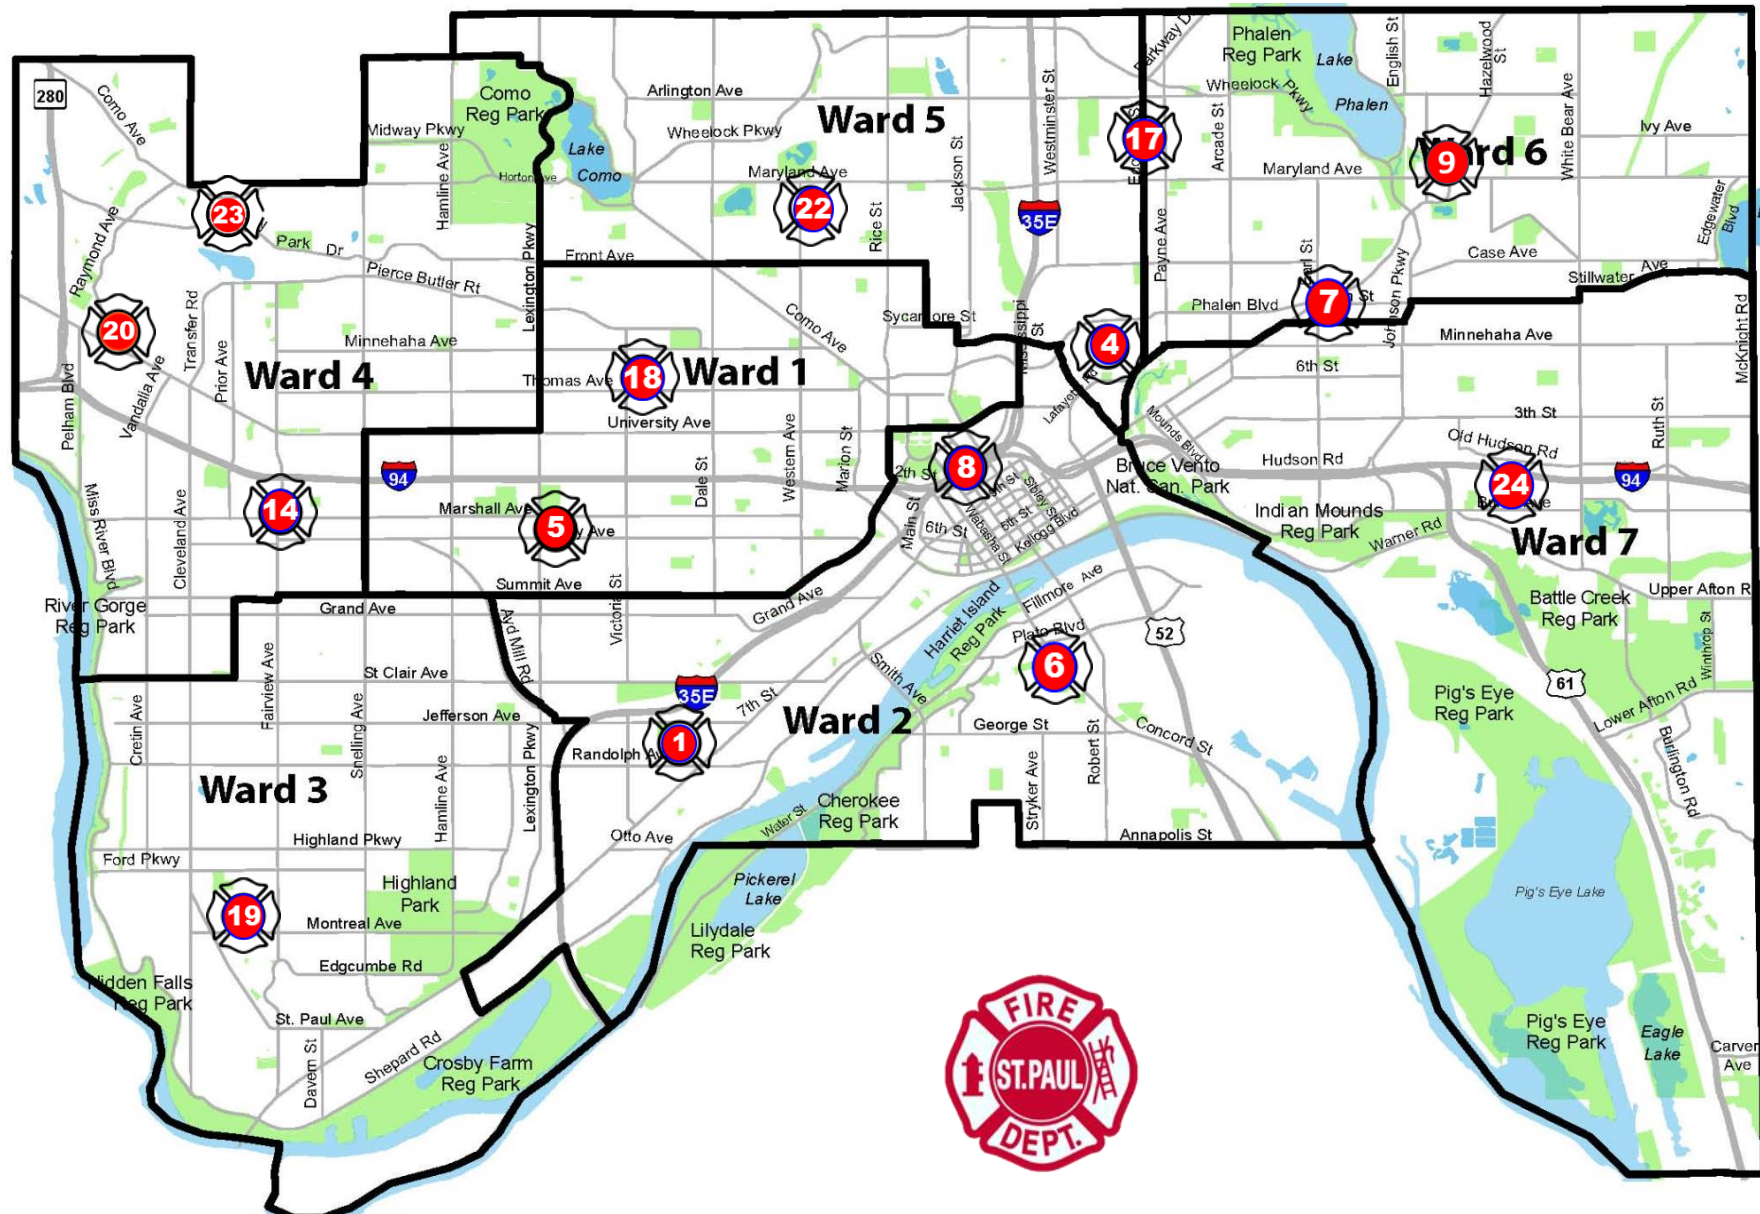 280
Como Ave
Como
Reg Park
Midway Pkwy
Hamline Ave
Horton Ave
Lake
Como
Arlington Ave
Wheelock Pkwy
Ward 5
Maryland Ave
22
Rice St
Jackson St
Westminster St
35E
Parkway D
17
Phalen
Reg Park
Lake
Phalen
Wheelock Pkwy
Arcade St
English St
Hazelwood
St
White Bear Ave
Ivy Ave
Maryland Ave
9
Ward 6
Edgewater
Blvd
Case Ave
Stillwater Ave
Payne Ave
Phalen Blvd
7
Johnson Pkwy
McKnight Rd
Minnehaha Ave
6th St
3th St
Old Hudson Rd
Ruth St
23
Raymond Ave
Park Dr
Pierce Butler Rt
Lexington Pkwy
Front Ave
20
Transfer Rd
Minnehaha Ave
Prior Ave
Ward 4
Vandalia Ave
Pelham Blvd
Como Ave
Thomas Ave
18
Ward 1
University Ave
Sycamore St
Mississippi
St
4
Lafayette Rd
Mounds Blvd
Hudson Rd
24
94
94
14
Marshall Ave
5
Dale St
Western Ave
Marion St
2th St
8
Main St
6th St
Wabasha St
5th St
Sibley St
Kellogg Blvd
Bruce Vento
Nat. San. Park
Indian Mounds
Reg Park
Warner Rd
Ward 7
Miss River Blvd
Cleveland Ave
Summit Ave
River Gorge
Reg Park
Grand Ave
Ayd Mill Rd
Victoria St
Grand Ave
Harriet Island
Reg Park
Fillmore Ave
Plato Blvd
6
52
Battle Creek
Reg Park
Upper Afton R
Winthrop St
61
Lower Afton Rd
Burlington Rd
Pig's Eye
Reg Park
Fairview Ave
St Clair Ave
Cretin Ave
Snelling Ave
Jefferson Ave
Lexington Pkwy
35E
7th St
Smith Ave
1
Randolph A
Ward 2
George St
Concord St
Robert St
Stryker Ave
Ward 3
Hamline Ave
Highland Pkwy
Ford Pkwy
Otto Ave
Water St
Cherokee
Reg Park
Annapolis St
Highland
Park
19
Montreal Ave
Edgcumbe Rd
Pickerel
Lake
Lilydale
Reg Park
Pig's Eye Lake
Hidden Falls
Reg Park
St. Paul Ave
Davern St
Shepard Rd
Crosby Farm
Reg Park
FIRE
ST.PAUL
DEPT.
Pig's Eye
Reg Park
Eagle
Lake
Carver
Ave